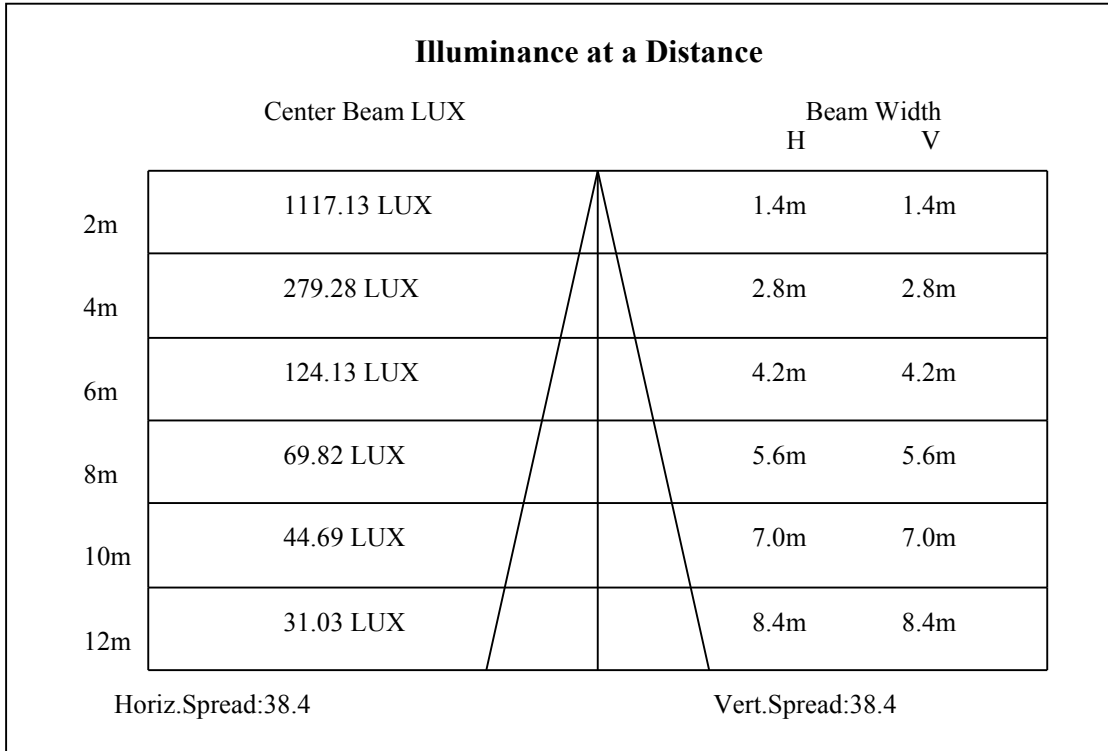 Illuminance at a Distance
Center Beam LUX Beam Width
H V
2m 1117.13 LUX 1.4m 1.4m
4m 279.28 LUX 2.8m 2.8m
6m 124.13 LUX 4.2m 4.2m
8m 69.82 LUX 5.6m 5.6m
10m 44.69 LUX 7.0m 7.0m
12m 31.03 LUX 8.4m 8.4m
Horiz.Spread:38.4 Vert.Spread:38.4